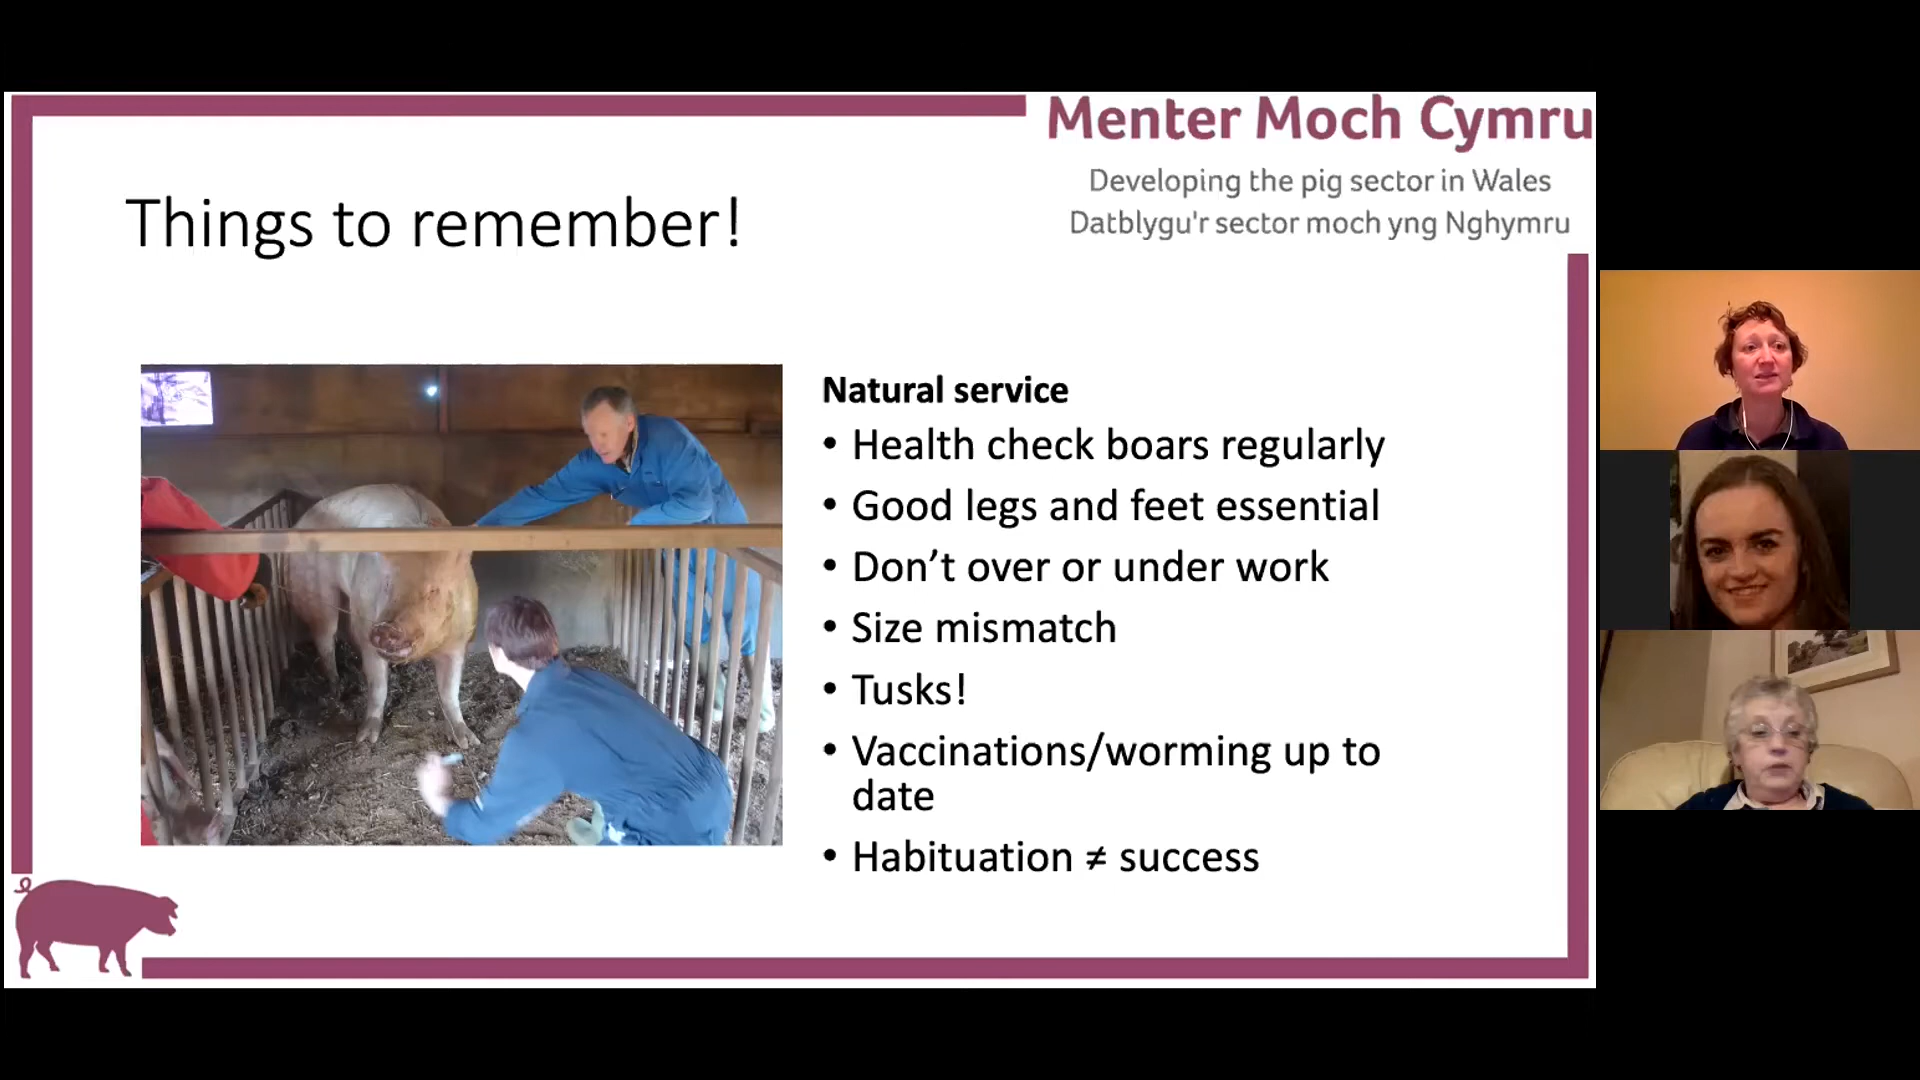 Menter Moch Cymru
Developing the pig sector in Wales
Datblygu'r sector moch yng Nghymru
Things to remember!
Natural service
• Health check boars regularly
• Good legs and feet essential
• Don’t over or under work
• Size mismatch
• Tusks!
• Vaccinations/worming up to
date
• Habituation ≠ success